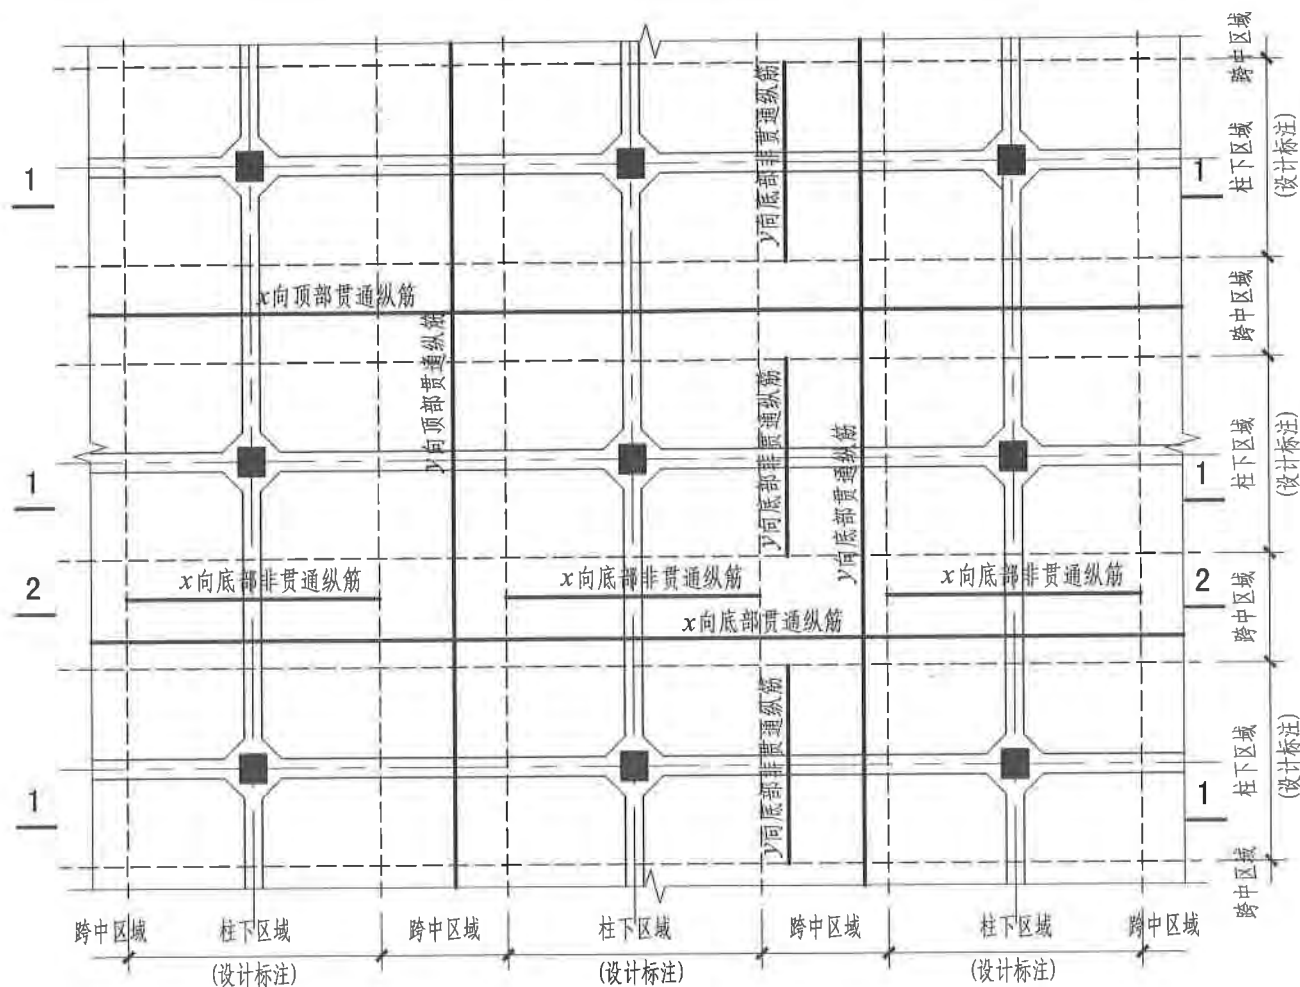 跨中区域
柱下区域
(设计标注)
1
1
y向底部非贯通纵筋
x向顶部贯通纵筋
跨中区域
y向顶部贯通纵筋
y向底部非贯通纵筋
y向底部贯通纵筋
柱下区域
(设计标注)
1
1
2
x向底部非贯通纵筋
x向底部非贯通纵筋
x向底部非贯通纵筋
2
跨中区域
x向底部贯通纵筋
y向底部非贯通纵筋
柱下区域
(设计标注)
1
1
跨中区域
跨中区域
柱下区域
跨中区域
柱下区域
跨中区域
柱下区域
跨中区域
(设计标注)
(设计标注)
(设计标注)